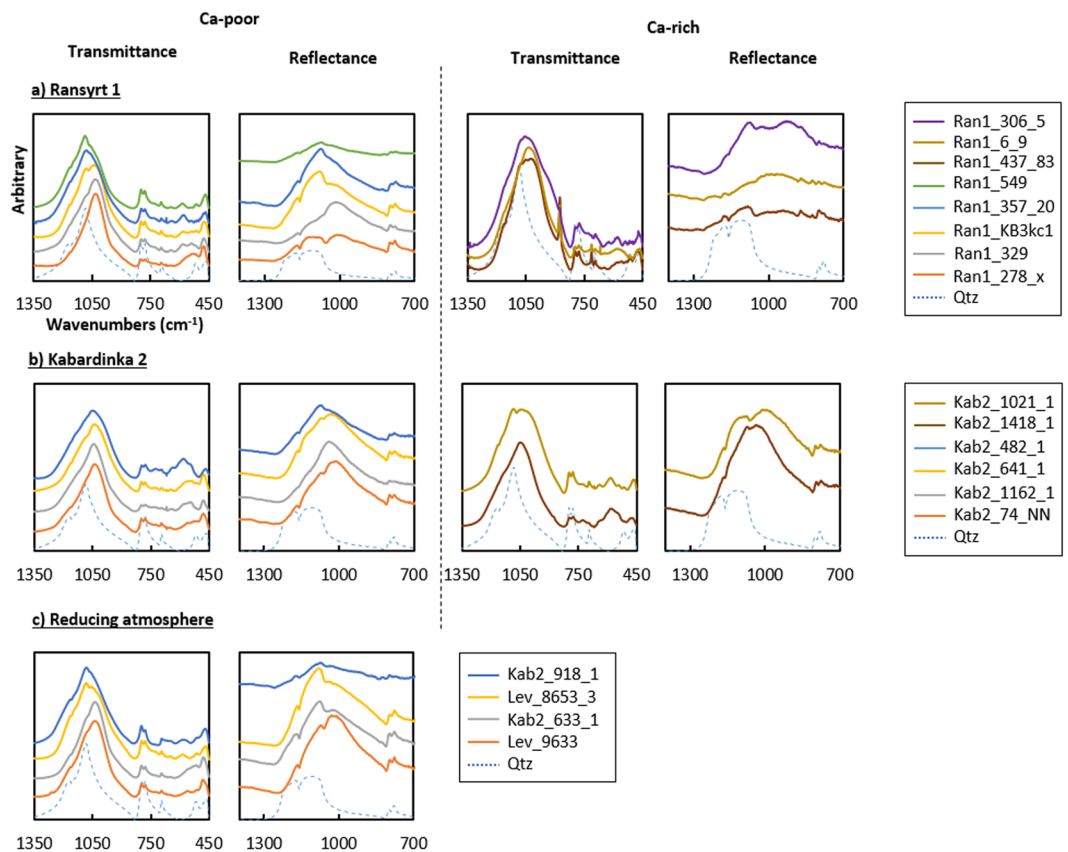 Ca-poor
Ca-rich
Transmittance
Reflectance
Transmittance
Reflectance
a) Ransyrt 1
Arbitrary
1350 1050 750 450
1300 1000 700
1350 1050 750 450
1300 1000 700
Wavenumbers (cm-1)
Ran1_306_5
Ran1_6_9
Ran1_437_83
Ran1_549
Ran1_357_20
Ran1_KB3kc1
Ran1_329
Ran1_278_x
Qtz
b) Kabardinka 2
1350 1050 750 450
1300 1000 700
1350 1050 750 450
1300 1000 700
Kab2_1021_1
Kab2_1418_1
Kab2_482_1
Kab2_641_1
Kab2_1162_1
Kab2_74_NN
Qtz
c) Reducing atmosphere
1350 1050 750 450
1300 1000 700
Kab2_918_1
Lev_8653_3
Kab2_633_1
Lev_9633
Qtz